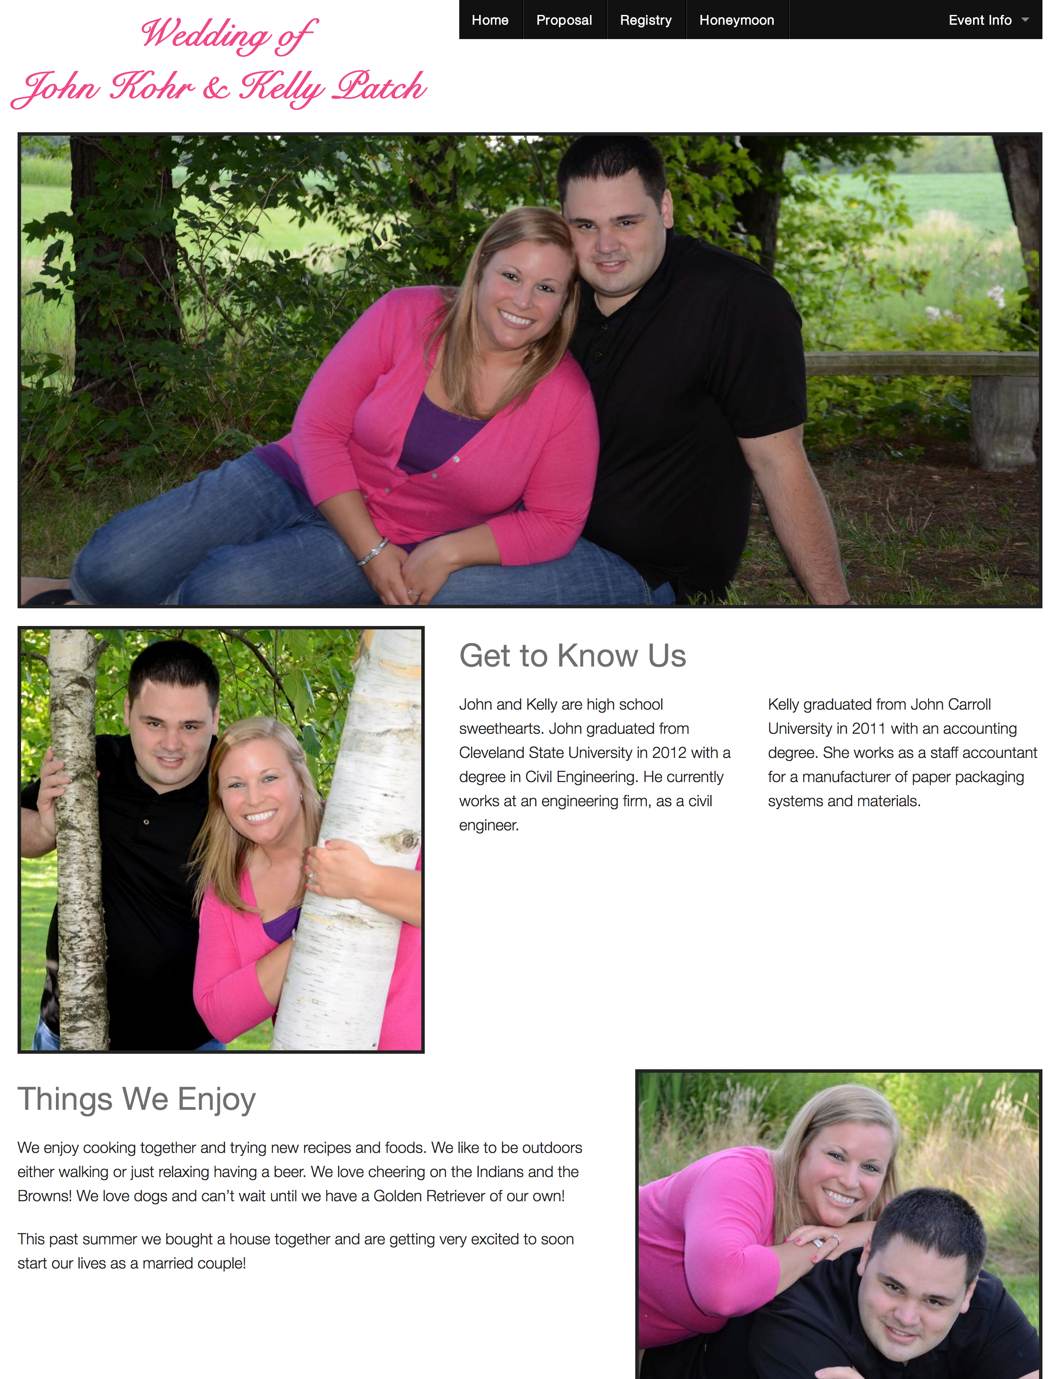 Wedding of
John Kohr & Kelly Patch
Home
Proposal
Registry
Honeymoon
Event Info
Get to Know Us
John and Kelly are high school
sweethearts. John graduated from
Cleveland State University in 2012 with a
degree in Civil Engineering. He currently
works at an engineering firm, as a civil
engineer.
Kelly graduated from John Carroll
University in 2011 with an accounting
degree. She works as a staff accountant
for a manufacturer of paper packaging
systems and materials.
Things We Enjoy
We enjoy cooking together and trying new recipes and foods. We like to be outdoors
either walking or just relaxing having a beer. We love cheering on the Indians and the
Browns! We love dogs and can’t wait until we have a Golden Retriever of our own!
This past summer we bought a house together and are getting very excited to soon
start our lives as a married couple!